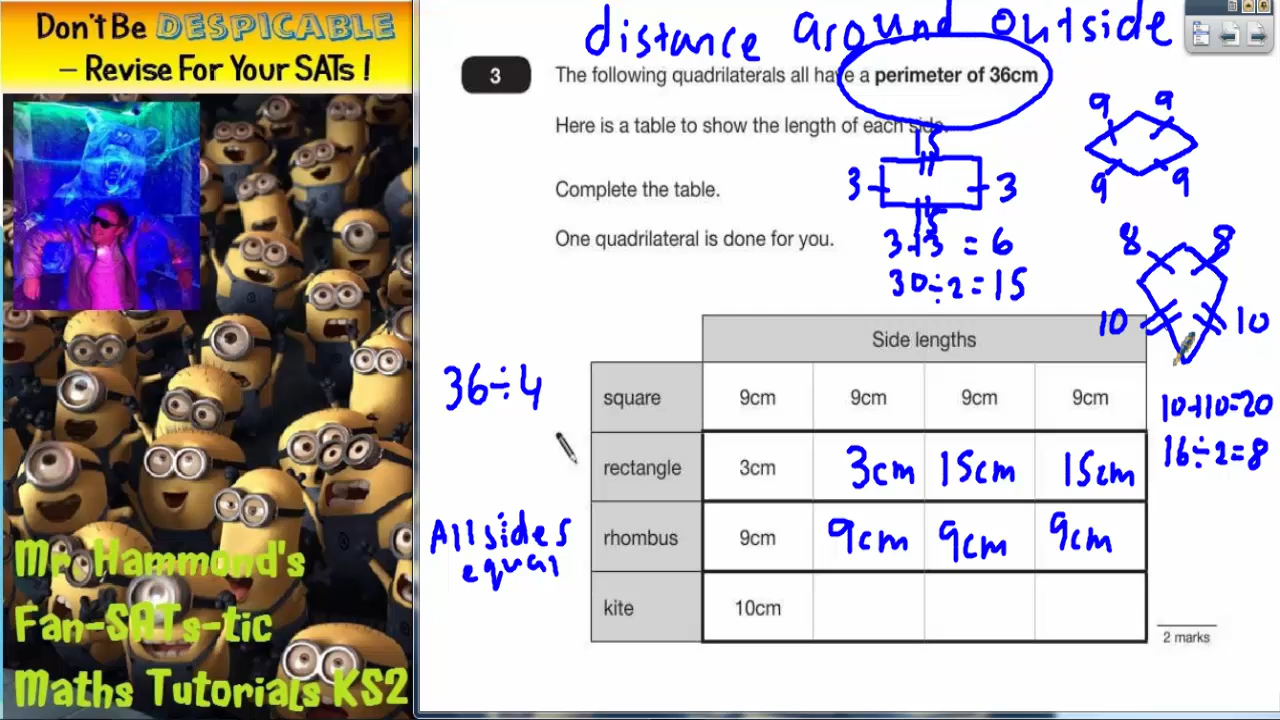 Don't Be DESPICABLE
– Revise For Your SATs !
Mr Hammond's
Fan-SATs-tic
Maths Tutorials KS2
distance around outside
3
The following quadrilaterals all have a perimeter of 36cm
Here is a table to show the length of each side.
Complete the table.
One quadrilateral is done for you.
15
3 3
15
3+3 = 6
30÷2=15
9 9
9 9
8 8
10 10
10+10=20
16÷2=8
36÷4
All sides
equal
Side lengths
square 9cm 9cm 9cm 9cm
rectangle 3cm 3cm 15cm 15cm
rhombus 9cm 9cm 9cm 9cm
kite 10cm
2 marks